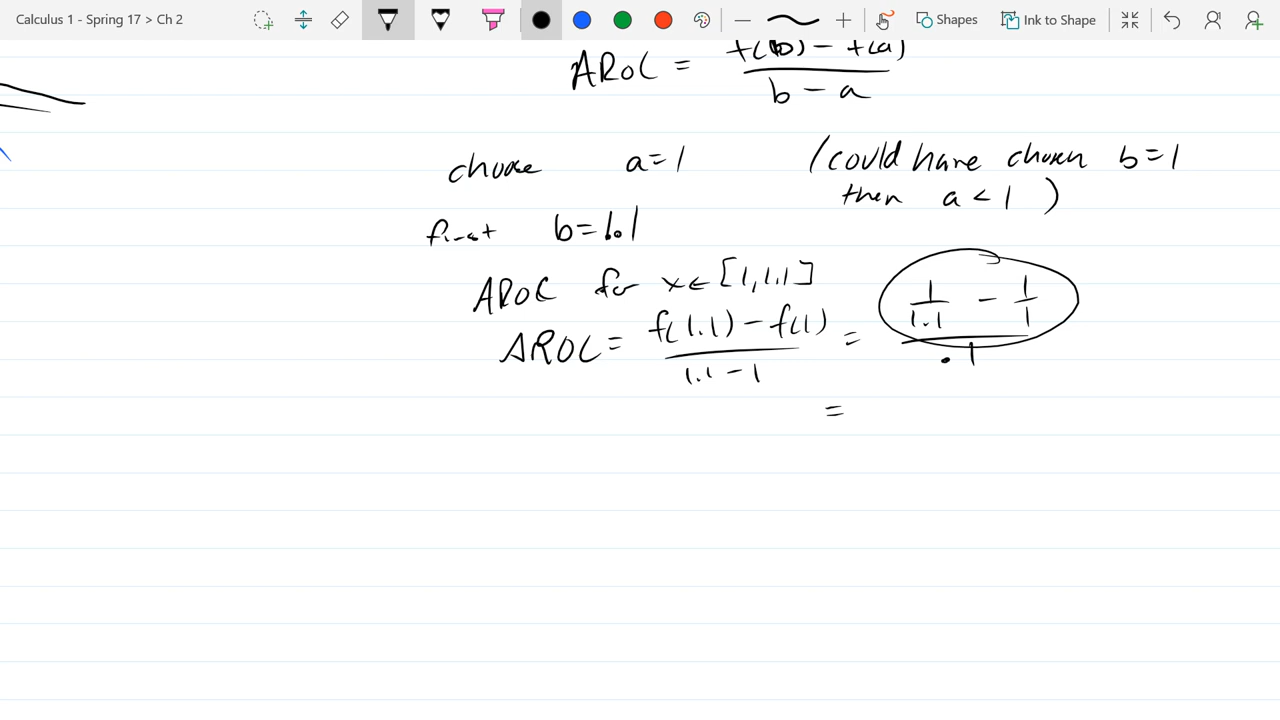 Calculus 1 - Spring 17 > Ch 2
Shapes
Ink to Shape
AROC = f(b) - f(a)
b - a
choose a = 1 (could have chosen b = 1
then a < 1 )
first b = 1.1
AROC for x ∈ [1, 1.1]
AROC = f(1.1) - f(1) / 1.1 - 1 = 1/1.1 - 1/1 / .1
=